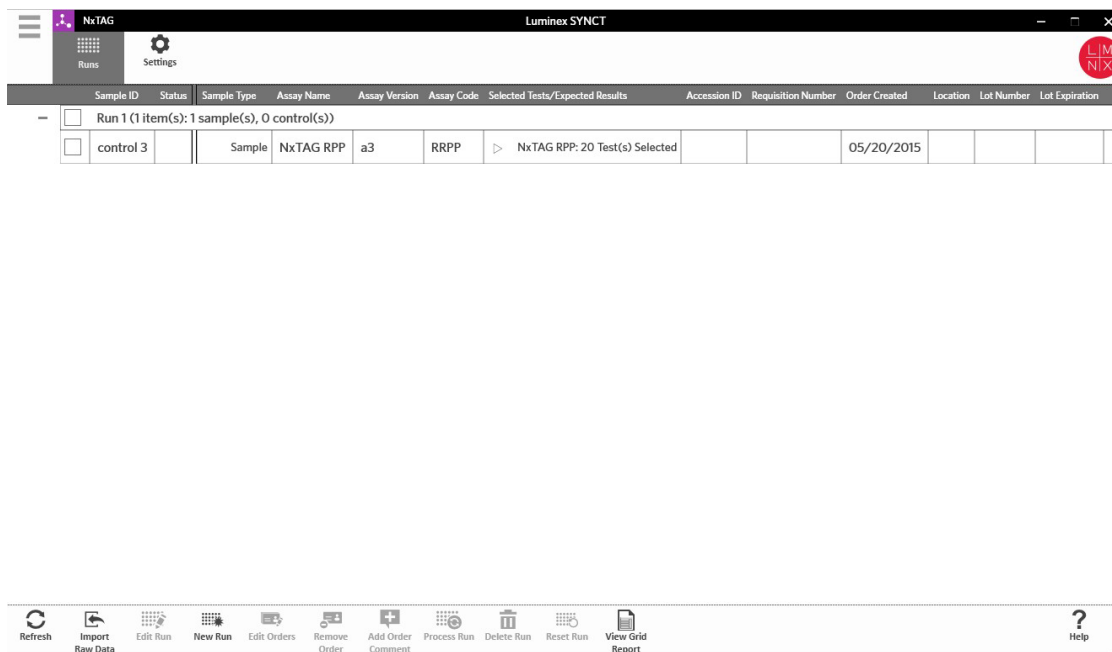 NxTAG
Luminex SYNCT
Runs
Settings
L M
N X
Sample ID Status Sample Type Assay Name Assay Version Assay Code Selected Tests/Expected Results Accession ID Requisition Number Order Created Location Lot Number Lot Expiration
Run 1 (1 item(s): 1 sample(s), 0 control(s))
control 3 Sample NxTAG RPP a3 RRPP NxTAG RPP: 20 Test(s) Selected 05/20/2015
Refresh
Import
Raw Data
Edit Run
New Run
Edit Orders
Remove
Order
Add Order
Comment
Process Run
Delete Run
Reset Run
View Grid
Report
? 
Help